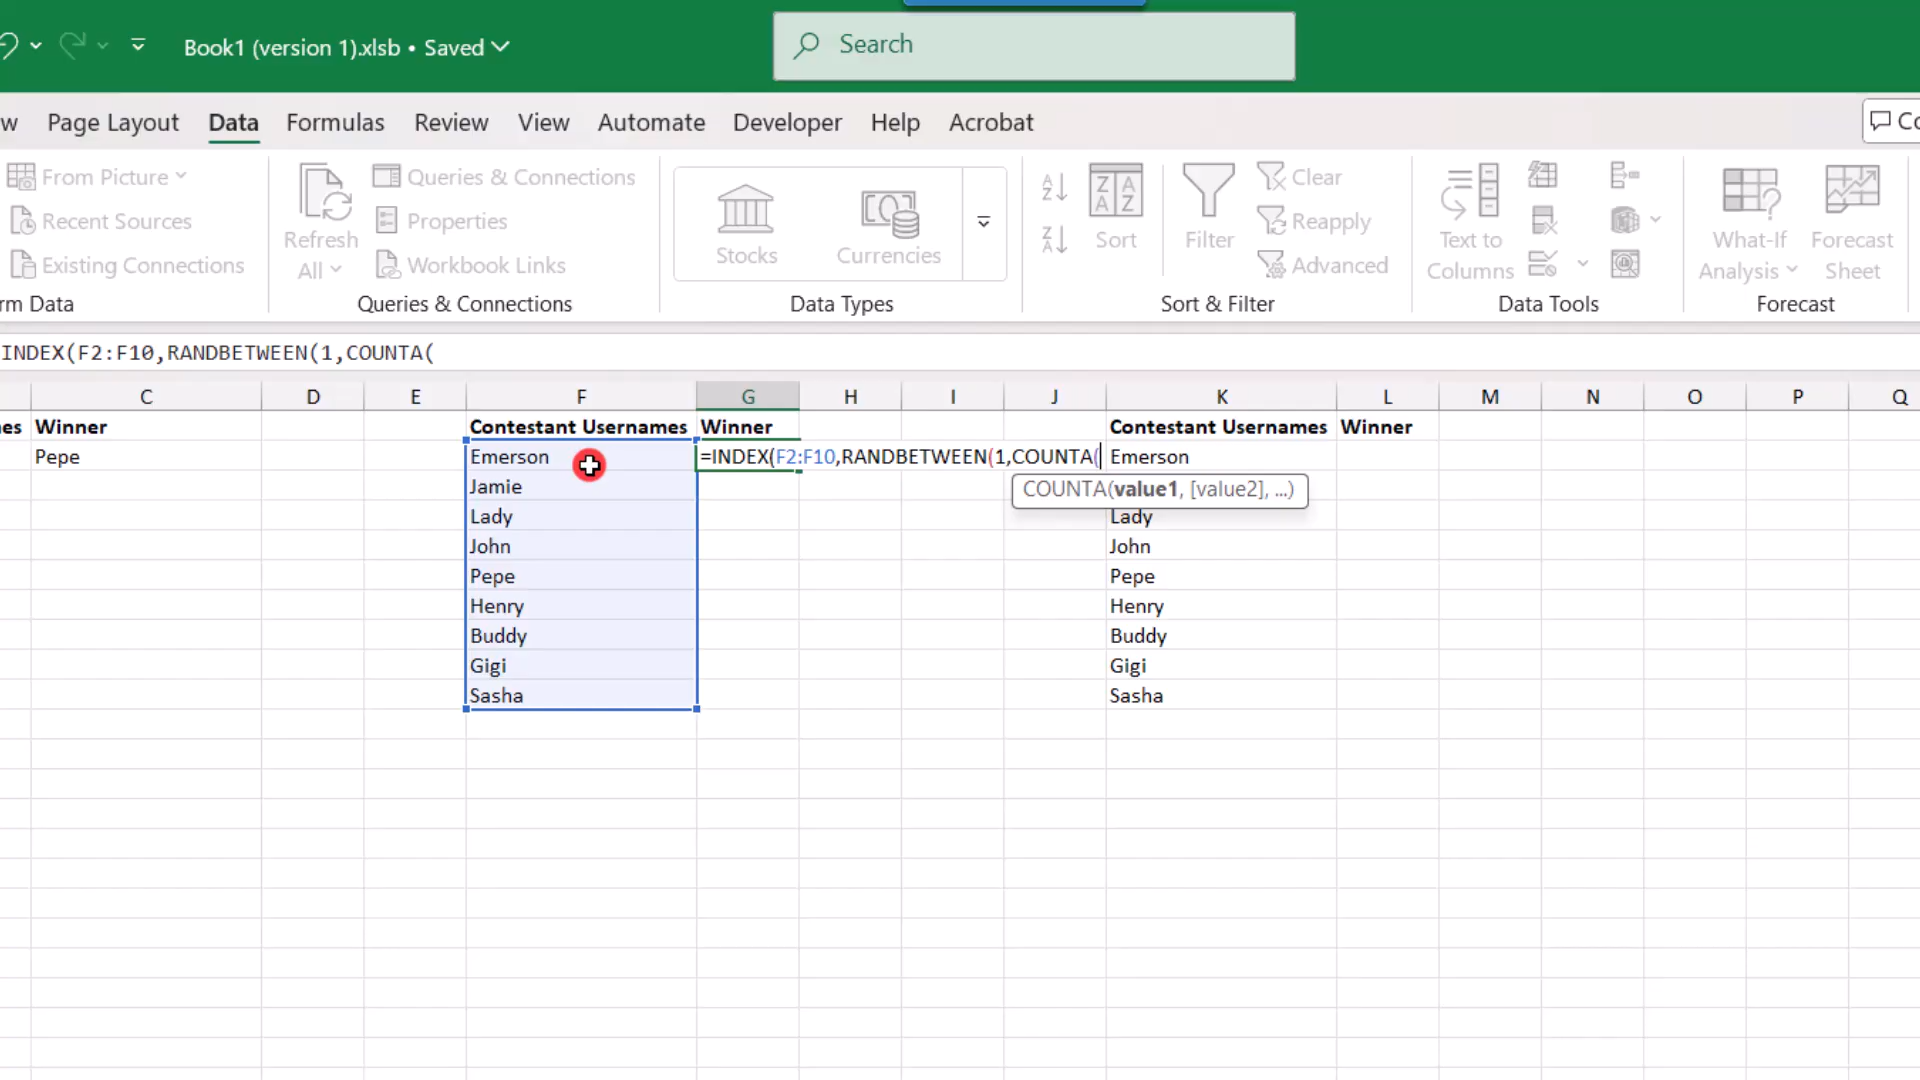 Book1 (version 1).xlsb • Saved
Search
w Page Layout Data Formulas Review View Automate Developer Help Acrobat Co
From Picture
Recent Sources
Existing Connections
rm Data
Refresh
All
Queries & Connections
Properties
Workbook Links
Queries & Connections
Stocks
Currencies
Data Types
Sort
Filter
Clear
Reapply
Advanced
Sort & Filter
Text to
Columns
Data Tools
What-If
Analysis
Forecast
Sheet
Forecast
INDEX(F2:F10,RANDBETWEEN(1,COUNTA(
C D E F G H I J K L M N O P Q
es Winner Contestant Usernames Winner Contestant Usernames Winner
Pepe Emerson =INDEX(F2:F10,RANDBETWEEN(1,COUNTA( Emerson
Jamie COUNTA(value1, [value2], ...)
Lady Lady
John John
Pepe Pepe
Henry Henry
Buddy Buddy
Gigi Gigi
Sasha Sasha